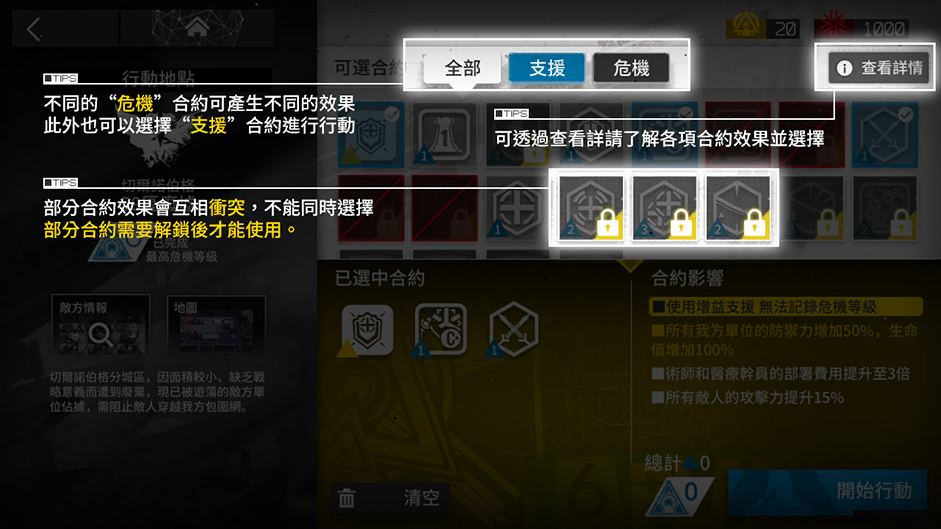 20
1000
可選合約
全部
支援
危機
查看詳情
TIPS
行動地點
不同的“危機”合約可產生不同的效果
此外也可以選擇“支援”合約進行行動
TIPS
可透過查看詳請了解各項合約效果並選擇
TIPS
切爾諾伯格
部分合約效果會互相衝突，不能同時選擇
部分合約需要解鎖後才能使用。
0
已完成
最高危機等級
1
1
1
1
2
3
2
3
2
敵方情報
地圖
切爾諾伯格分城區，因面積較小、缺乏戰
略意義而遭到廢棄，現已被遊蕩的敵方單
位佔據，需阻止敵人穿越我方包圍網。
已選中合約
1
1
合約影響
使用增益支援 無法記錄危機等級
所有我方單位的防禦力增加50%，生命
值增加100%
術師和醫療幹員的部署費用提升至3倍
所有敵人的攻擊力提升15%
6
總計 0
0
清空
開始行動